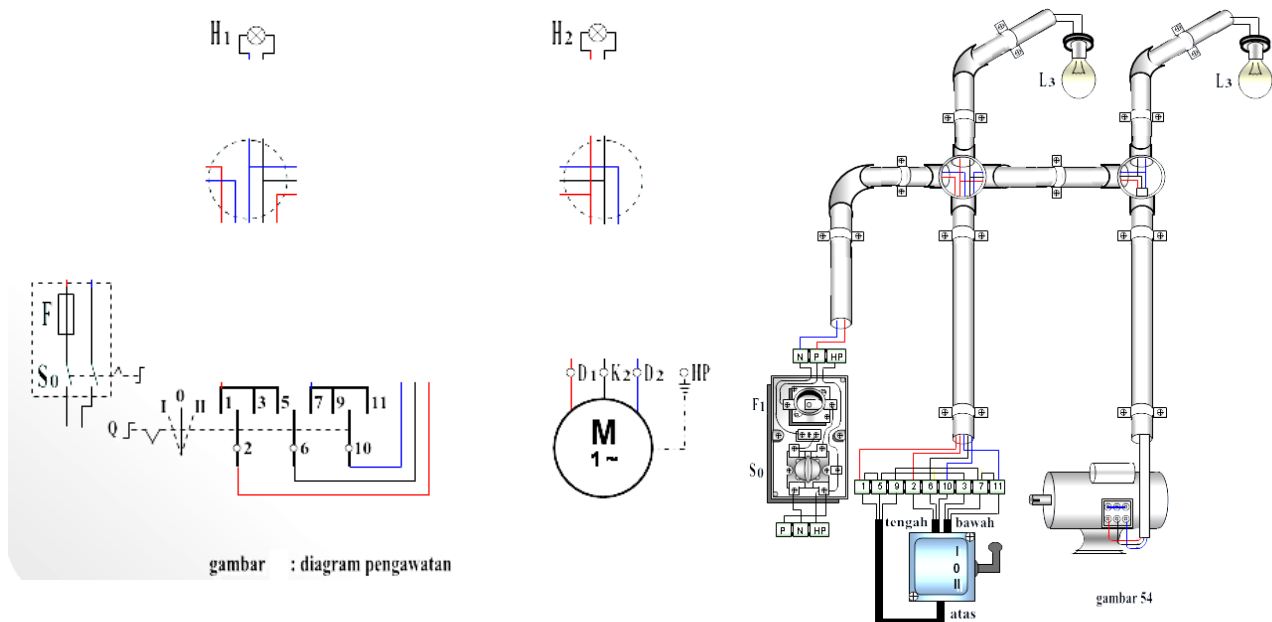 H1
H2
F
S0
I 0 II
Q
1 3 5 7 9 11
2 6 10
D1 K2 D2 HP
M
1~
gambar : diagram pengawatan
L3
L3
N P HP
F1
S0
P N HP
1 5 9 2 6 10 3 7 11
tengah bawah
I
0
II
atas
gambar 54